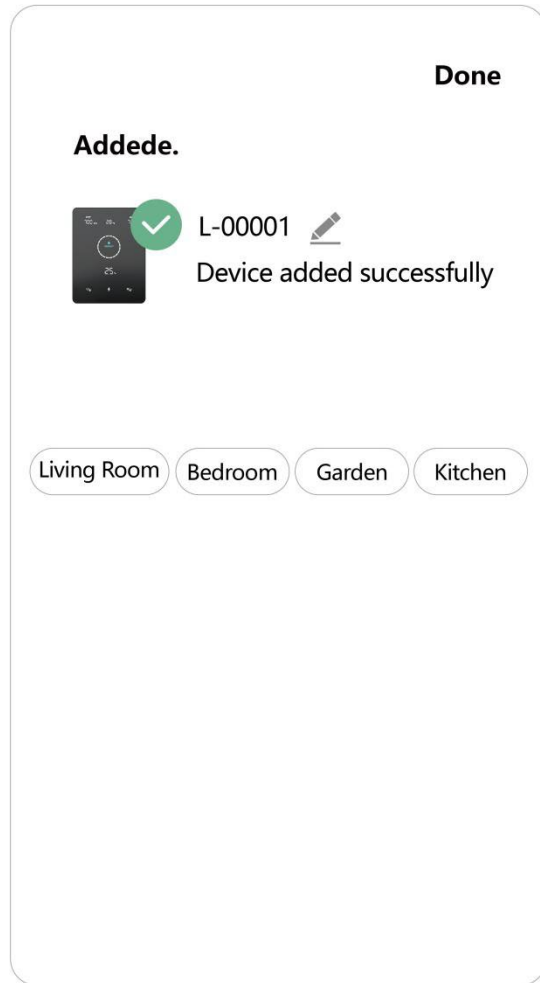 Done
Addede.
L-00001
Device added successfully
Living Room Bedroom Garden Kitchen